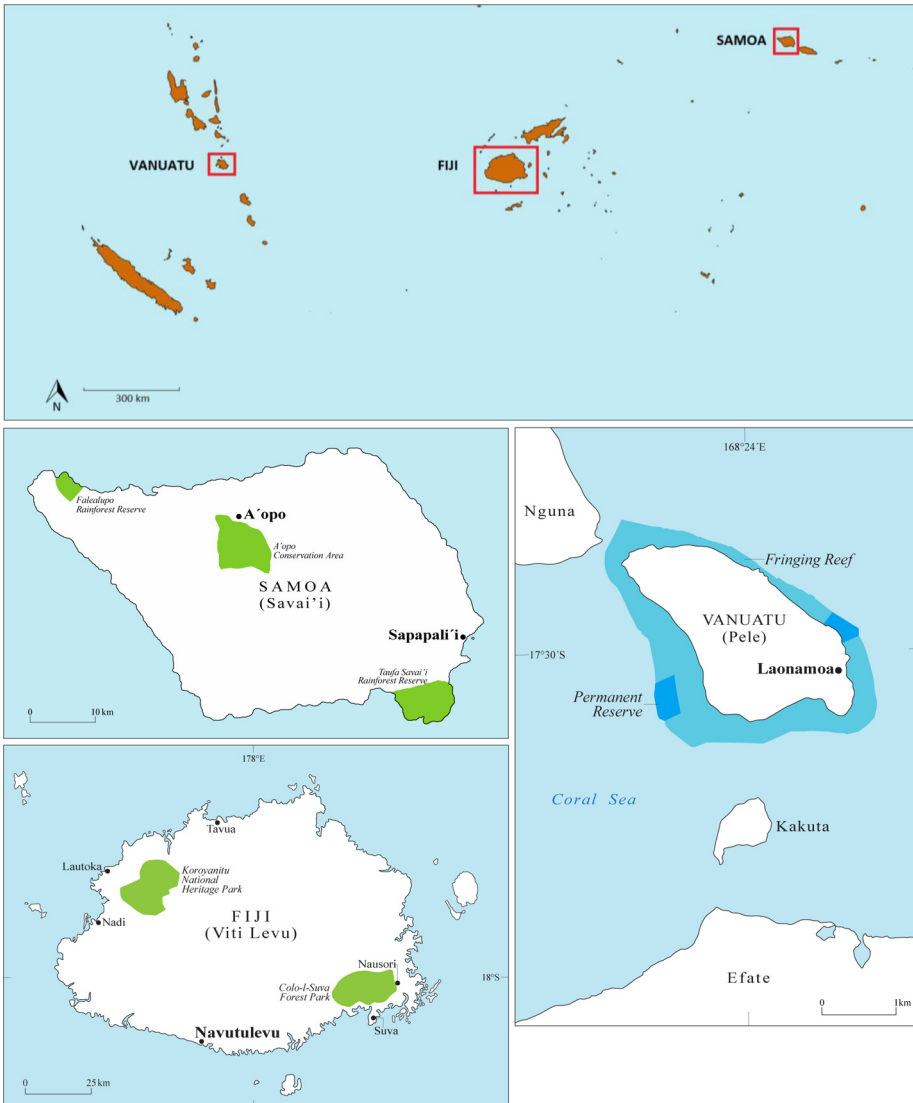 SAMOA
VANUATU
FIJI
N
300 km
Falealupo
Rainforest Reserve
A´opo
A´opo
Conservation Area
SAMOA
(Savai’i)
Sapapali´i
Taufa Savai´i
Rainforest Reserve
0 10 km
178°E
Tavua
Lautoka
Koroyanitu
National
Heritage Park
Nadi
FIJI
(Viti Levu)
Nausori
18°S
Colo-l-Suva
Forest Park
Navutulevu
Suva
0 25 km
168°24´E
Nguna
Fringing Reef
VANUATU
(Pele)
17°30´S
Laonamoa
Permanent
Reserve
Coral Sea
Kakuta
Efate
0 1km